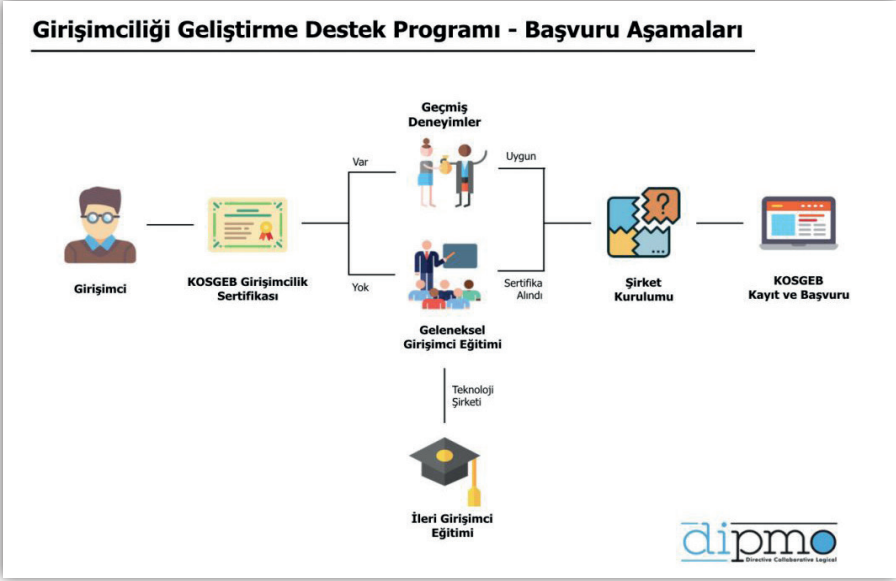 Girişimciliği Geliştirme Destek Programı - Başvuru Aşamaları
Geçmiş
Deneyimler
Var
Uygun
Girişimci
KOSGEB Girişimcilik
Sertifikası
Yok
Sertifika
Alındı
Şirket
Kurulumu
KOSGEB
Kayıt ve Başvuru
Geleneksel
Girişimci Eğitimi
Teknoloji
Şirketi
İleri Girişimci
Eğitimi
dipmo
Directive Collaborative Logical